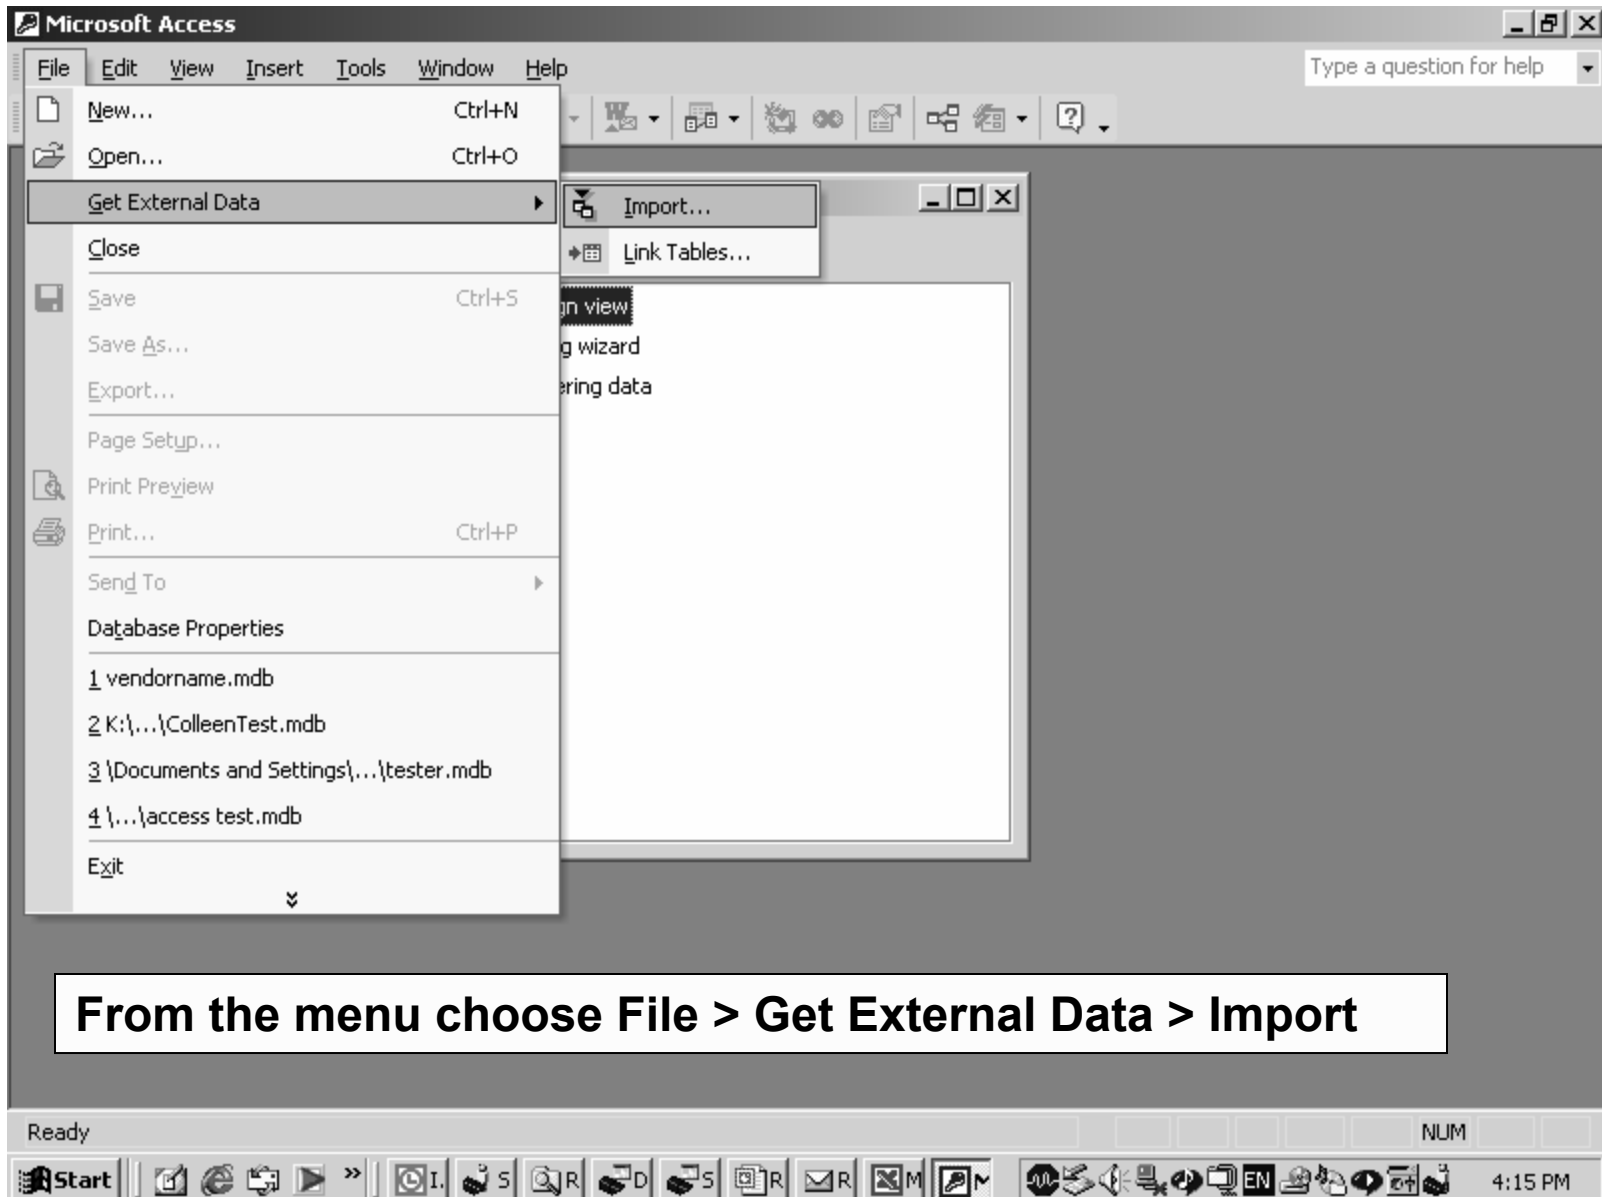 Microsoft Access
File Edit View Insert Tools Window Help Type a question for help
New... Ctrl+N
Open... Ctrl+O
Get External Data
Import...
Close
Link Tables...
Save Ctrl+S
gn view
Save As...
g wizard
Export...
ering data
Page Setup...
Print Preview
Print... Ctrl+P
Send To
Database Properties
1 vendorname.mdb
2 K:\...\ColleenTest.mdb
3 \Documents and Settings\...\tester.mdb
4 \...\access test.mdb
Exit
From the menu choose File > Get External Data > Import
Ready NUM
Start » I. S R D S R R M M EN 4:15 PM